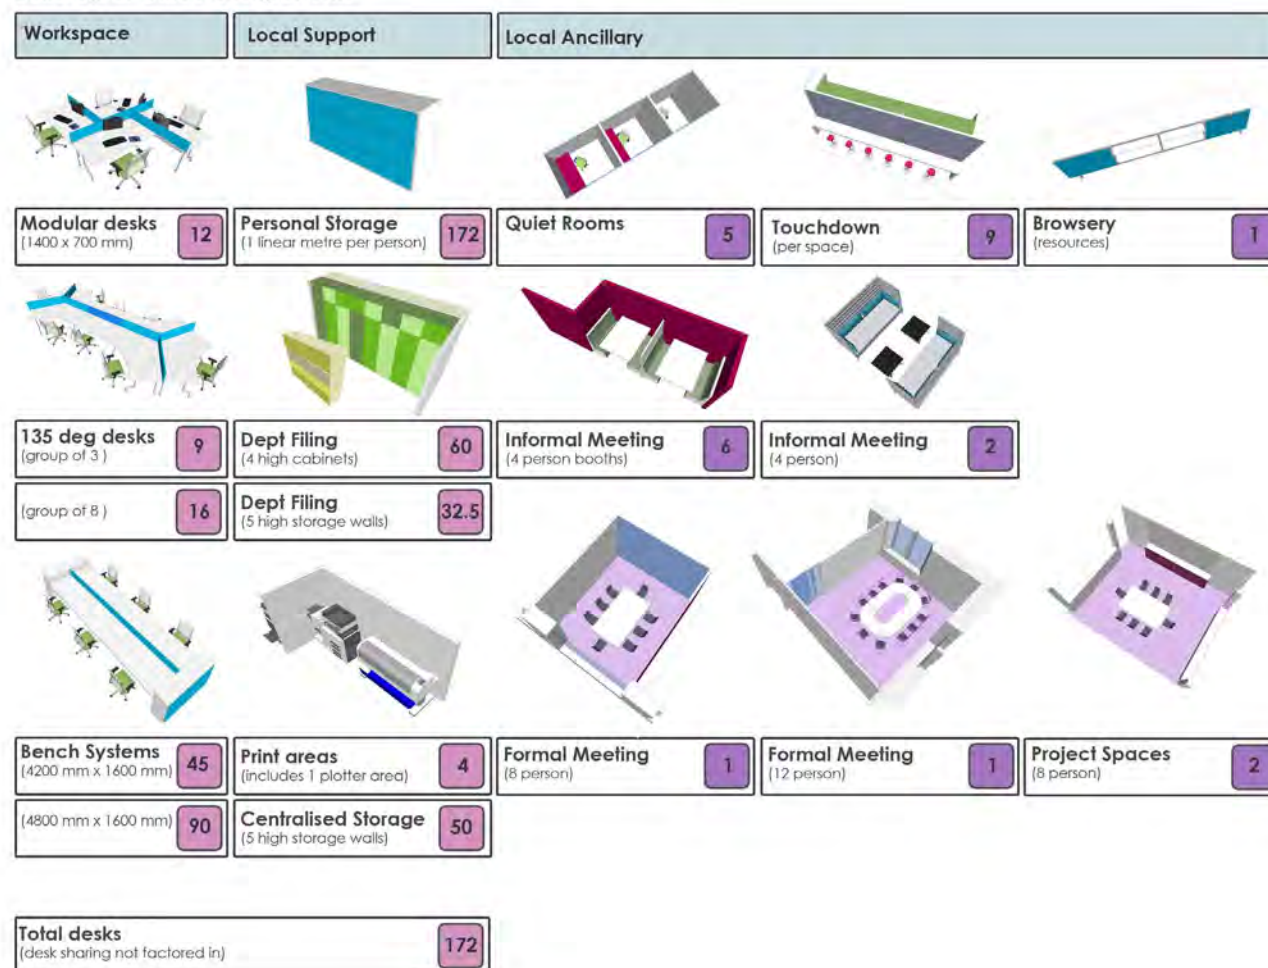 Workspace
Local Support
Local Ancillary
Modular desks
(1400 x 700 mm)
12
Personal Storage
(1 linear metre per person)
172
Quiet Rooms
5
Touchdown
(per space)
9
Browsery
(resources)
1
135 deg desks
(group of 3 )
9
Dept Filing
(4 high cabinets)
60
Informal Meeting
(4 person booths)
6
Informal Meeting
(4 person)
2
(group of 8 )
16
Dept Filing
(5 high storage walls)
32.5
Bench Systems
(4200 mm x 1600 mm)
45
Print areas
(includes 1 plotter area)
4
Formal Meeting
(8 person)
1
Formal Meeting
(12 person)
1
Project Spaces
(8 person)
2
(4800 mm x 1600 mm)
90
Centralised Storage
(5 high storage walls)
50
Total desks
(desk sharing not factored in)
172